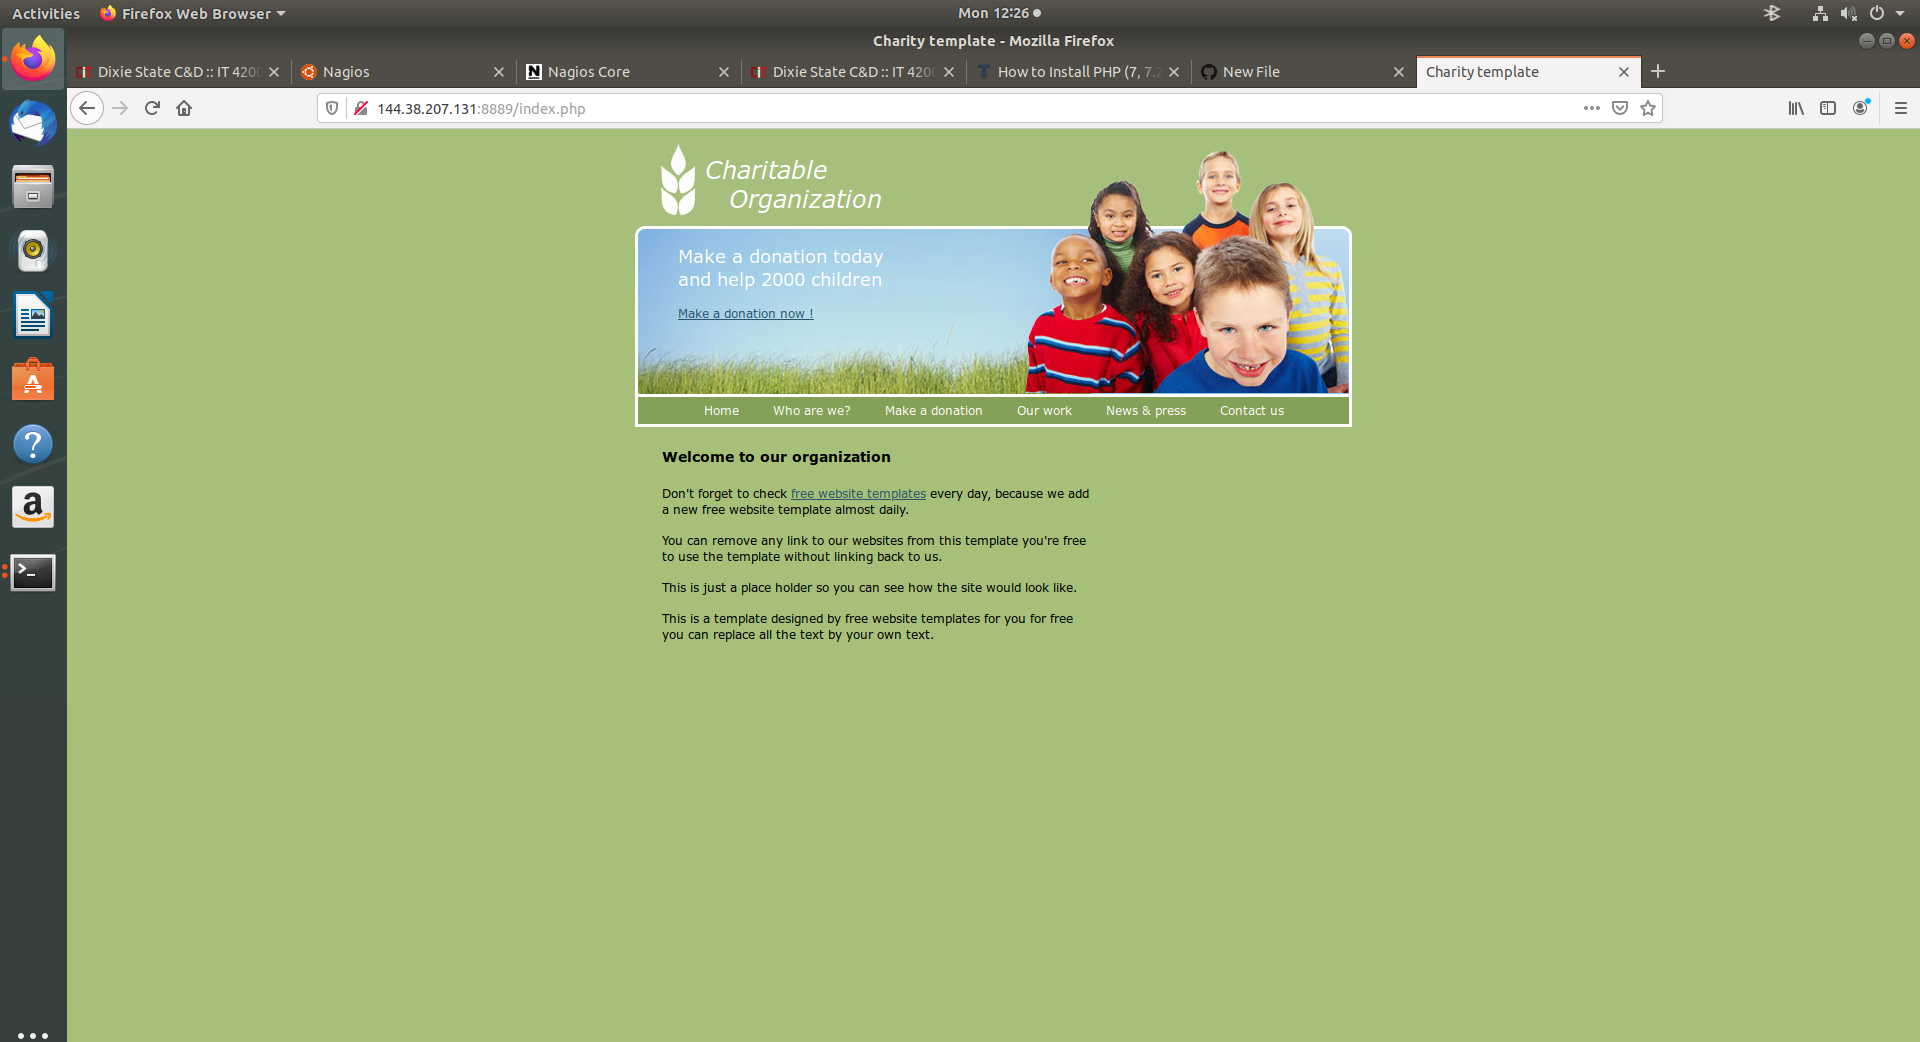 Activities
Firefox Web Browser
Mon 12:26
Charity template - Mozilla Firefox
Dixie State C&D :: IT 4200
Nagios
Nagios Core
Dixie State C&D :: IT 4200
How to Install PHP (7, 7.2
New File
Charity template
144.38.207.131:8889/index.php
Charitable
Organization
Make a donation today
and help 2000 children
Make a donation now !
Home
Who are we?
Make a donation
Our work
News & press
Contact us
Welcome to our organization
Don't forget to check free website templates every day, because we add
a new free website template almost daily.
You can remove any link to our websites from this template you're free
to use the template without linking back to us.
This is just a place holder so you can see how the site would look like.
This is a template designed by free website templates for you for free
you can replace all the text by your own text.